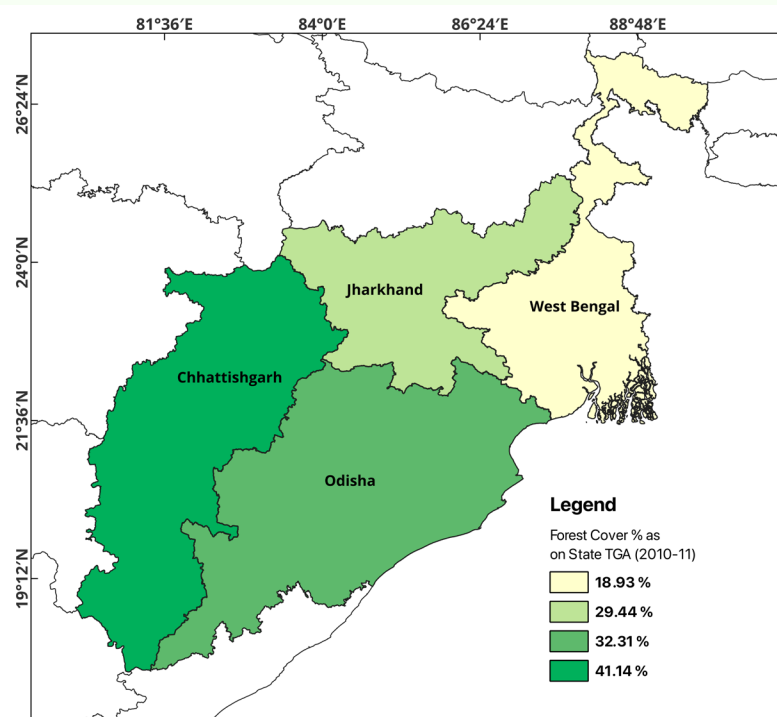 81°36′E 84°0′E 86°24′E 88°48′E
26°24′N
24°0′N
21°36′N
19°12′N
Jharkhand
West Bengal
Chhattishgarh
Odisha
Legend
Forest Cover % as
on State TGA (2010-11)
18.93 %
29.44 %
32.31 %
41.14 %